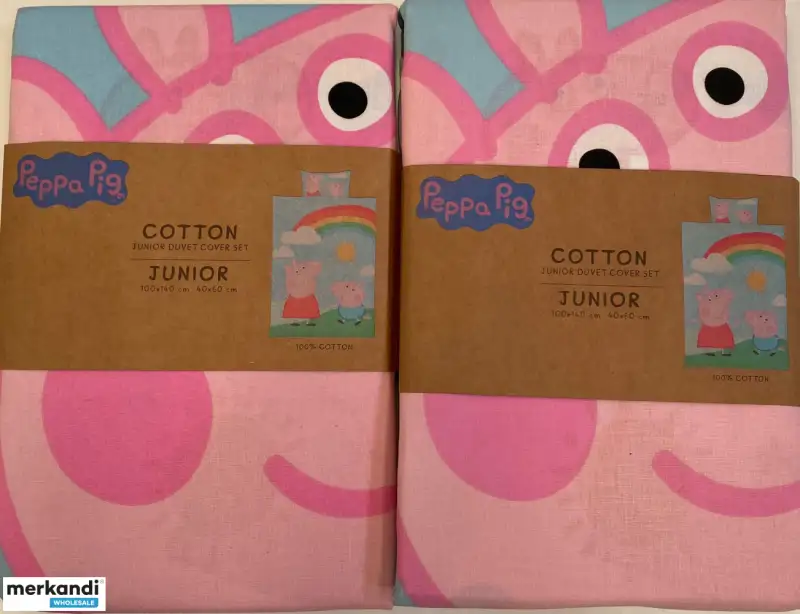 Peppa Pig
COTTON
JUNIOR DUVET COVER SET
JUNIOR
100x140 cm 40x60 cm
100% COTTON
Peppa Pig
COTTON
JUNIOR DUVET COVER SET
JUNIOR
100x140 cm 40x60 cm
100% COTTON
merkandi
WHOLESALE